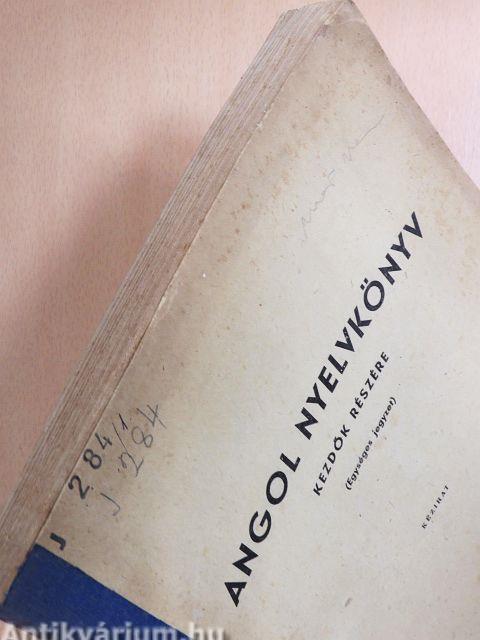 ANGOL NYELVKÖNYV
KEZDŐK RÉSZÉRE
(Egységes jegyzet)
KÉZIRAT
J 284/1
J 284
Antikvárium.hu